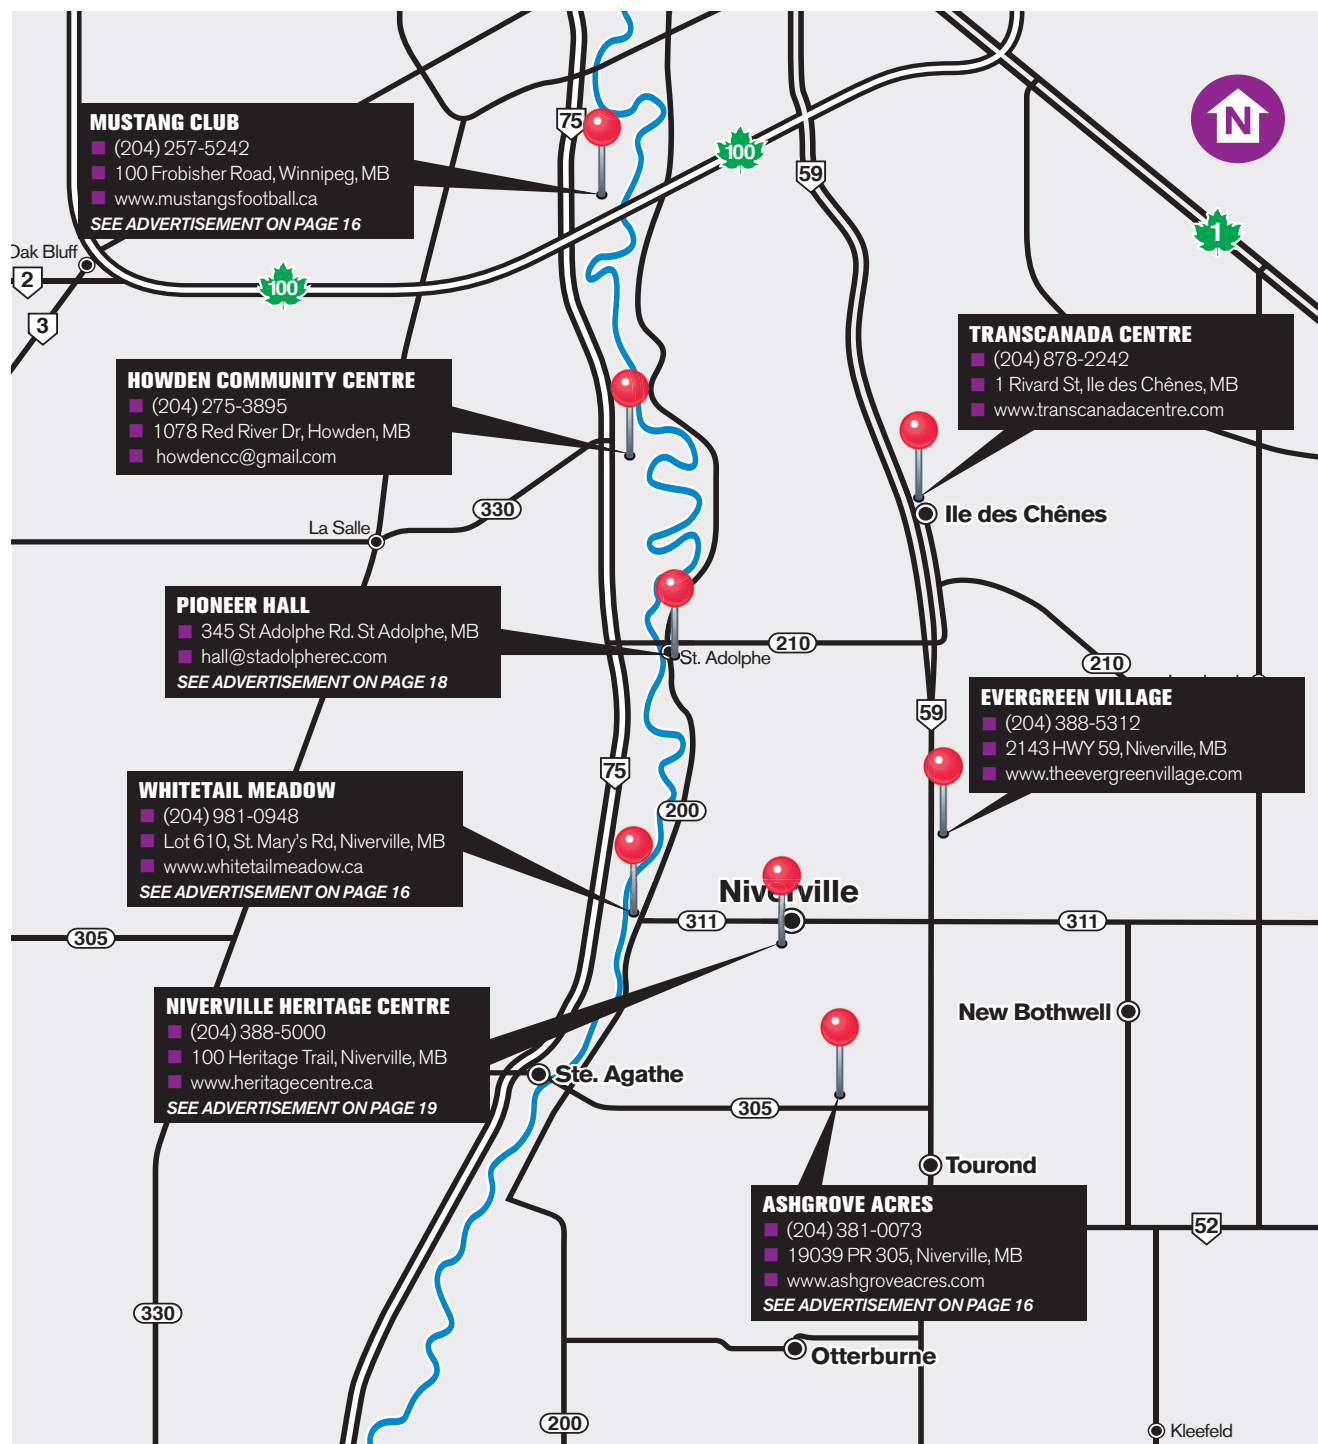 N
75
100
59
1
MUSTANG CLUB
(204) 257-5242
100 Frobisher Road, Winnipeg, MB
www.mustangsfootball.ca
SEE ADVERTISEMENT ON PAGE 16
Oak Bluff
2
3
100
TRANSCANADA CENTRE
(204) 878-2242
1 Rivard St, Ile des Chênes, MB
www.transcanadacentre.com
HOWDEN COMMUNITY CENTRE
(204) 275-3895
1078 Red River Dr, Howden, MB
howdencc@gmail.com
330
La Salle
Ile des Chênes
PIONEER HALL
345 St Adolphe Rd. St Adolphe, MB
hall@stadolpherec.com
SEE ADVERTISEMENT ON PAGE 18
St. Adolphe
210
210
EVERGREEN VILLAGE
(204) 388-5312
2143 HWY 59, Niverville, MB
www.theevergreenvillage.com
59
75
200
WHITETAIL MEADOW
(204) 981-0948
Lot 610, St. Mary's Rd, Niverville, MB
www.whitetailmeadow.ca
SEE ADVERTISEMENT ON PAGE 16
Niverville
311
311
305
NIVERVILLE HERITAGE CENTRE
(204) 388-5000
100 Heritage Trail, Niverville, MB
www.heritagecentre.ca
SEE ADVERTISEMENT ON PAGE 19
New Bothwell
Ste. Agathe
305
Tourond
ASHGROVE ACRES
(204) 381-0073
19039 PR 305, Niverville, MB
www.ashgroveacres.com
SEE ADVERTISEMENT ON PAGE 16
52
330
Otterburne
200
Kleefeld